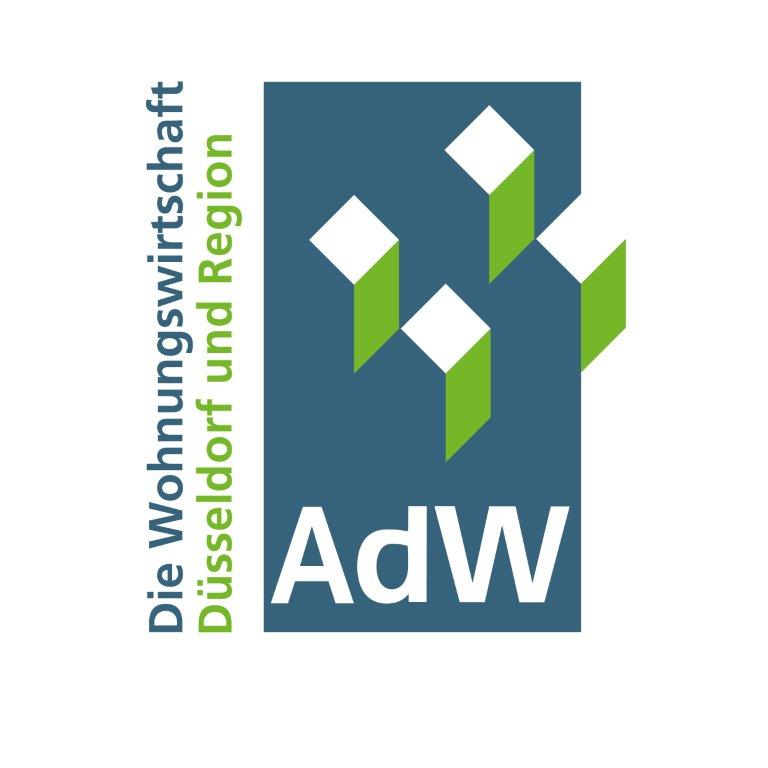 Die Wohnungswirtschaft
Düsseldorf und Region
AdW